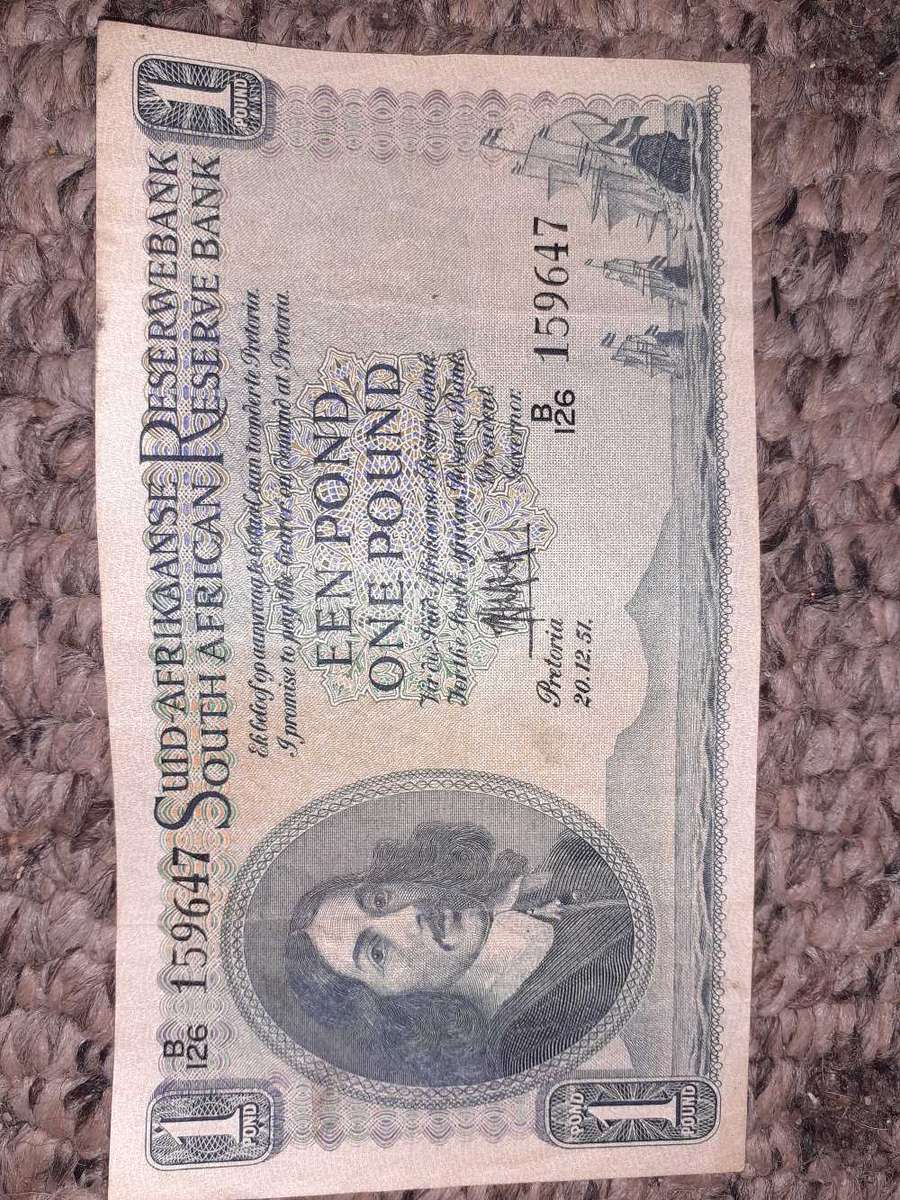 1
POND
B
126
159647
SUID-AFRIKAANSE RESERWEBANK
SOUTH AFRICAN RESERVE BANK
1
POUND
Ek beloof op aanvraag te betaal aan toonder te Pretoria
I promise to pay the bearer on demand at Pretoria
EEN POND
ONE POUND
Vir die Suid-Afrikaanse Reserwebank
For the South African Reserve Bank
President.
Governor.
Pretoria
20.12.51.
B
126
159647
POND
1
POUND